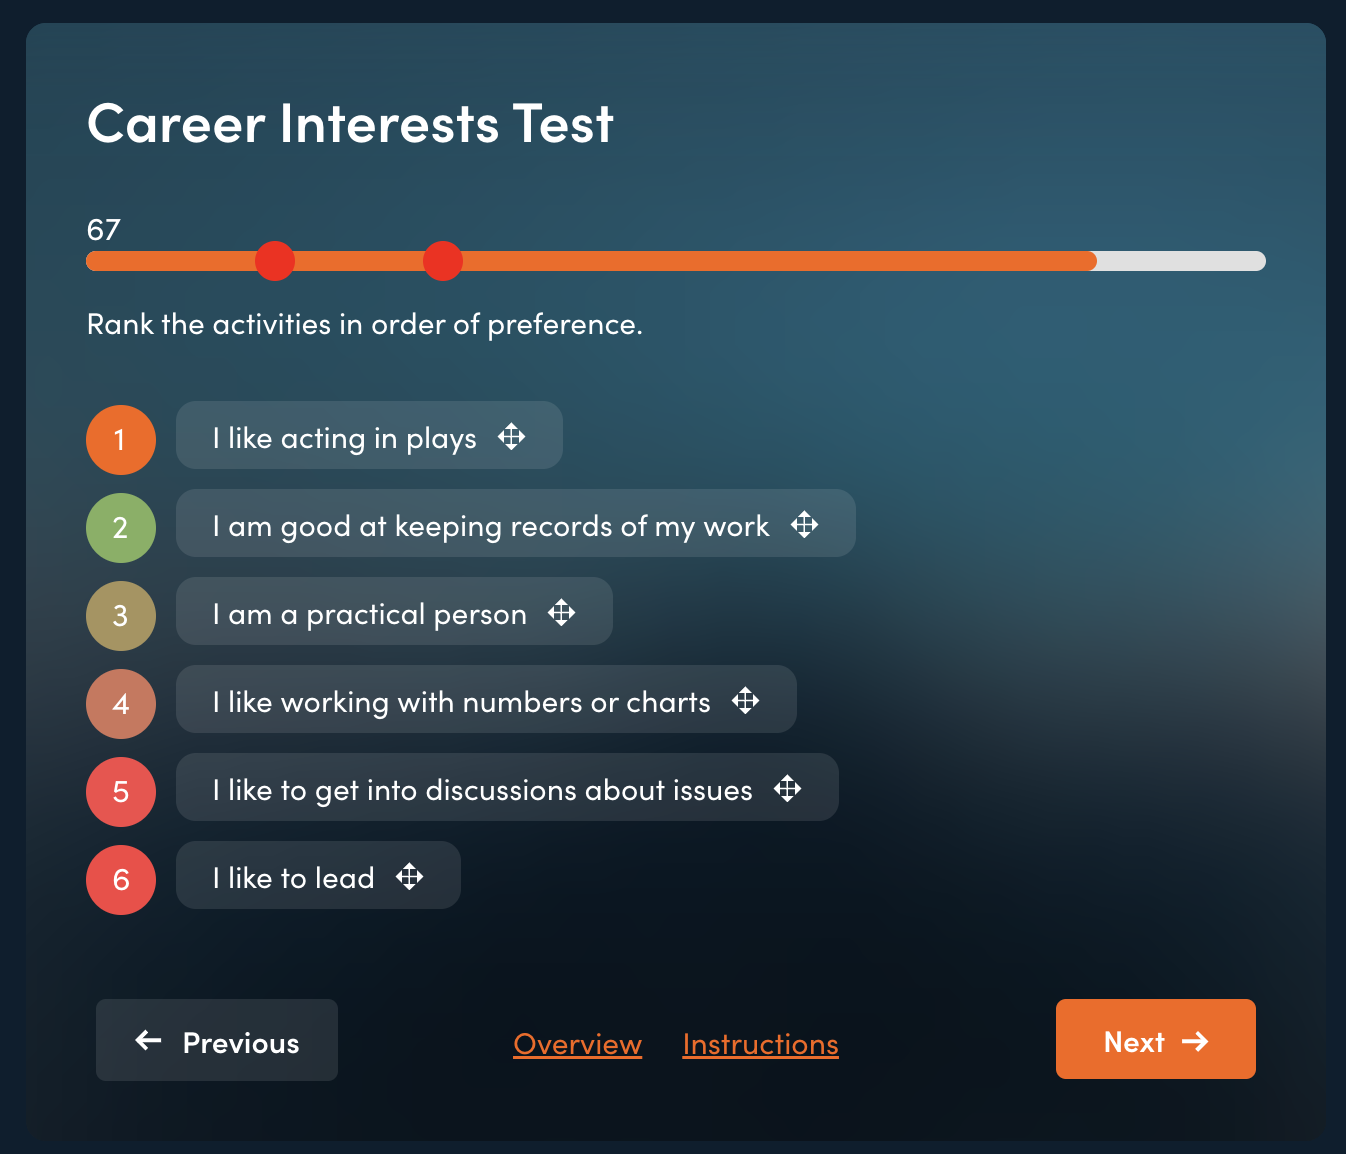 Career Interests Test
67
Rank the activities in order of preference.
1 I like acting in plays
2 I am good at keeping records of my work
3 I am a practical person
4 I like working with numbers or charts
5 I like to get into discussions about issues
6 I like to lead
Previous Overview Instructions Next